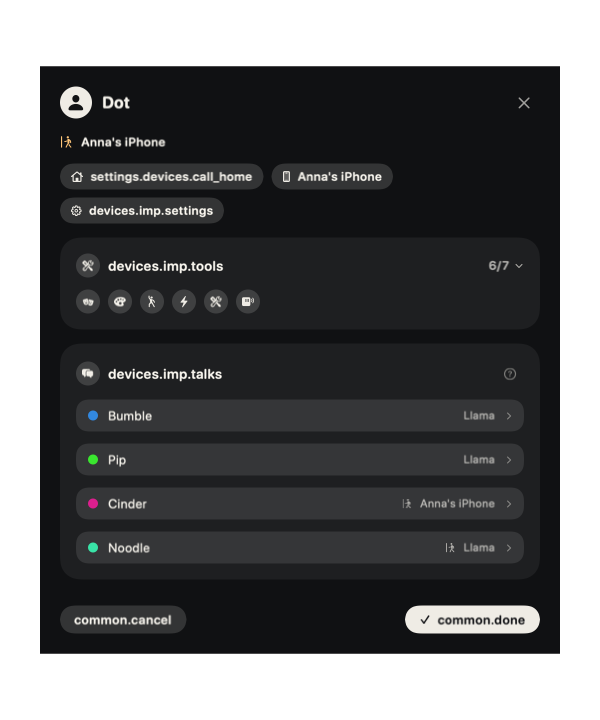 Dot
Anna's iPhone
settings.devices.call_home
Anna's iPhone
devices.imp.settings
devices.imp.tools
6/7
devices.imp.talks
Bumble
Llama
Pip
Llama
Cinder
Anna's iPhone
Noodle
Llama
common.cancel
common.done